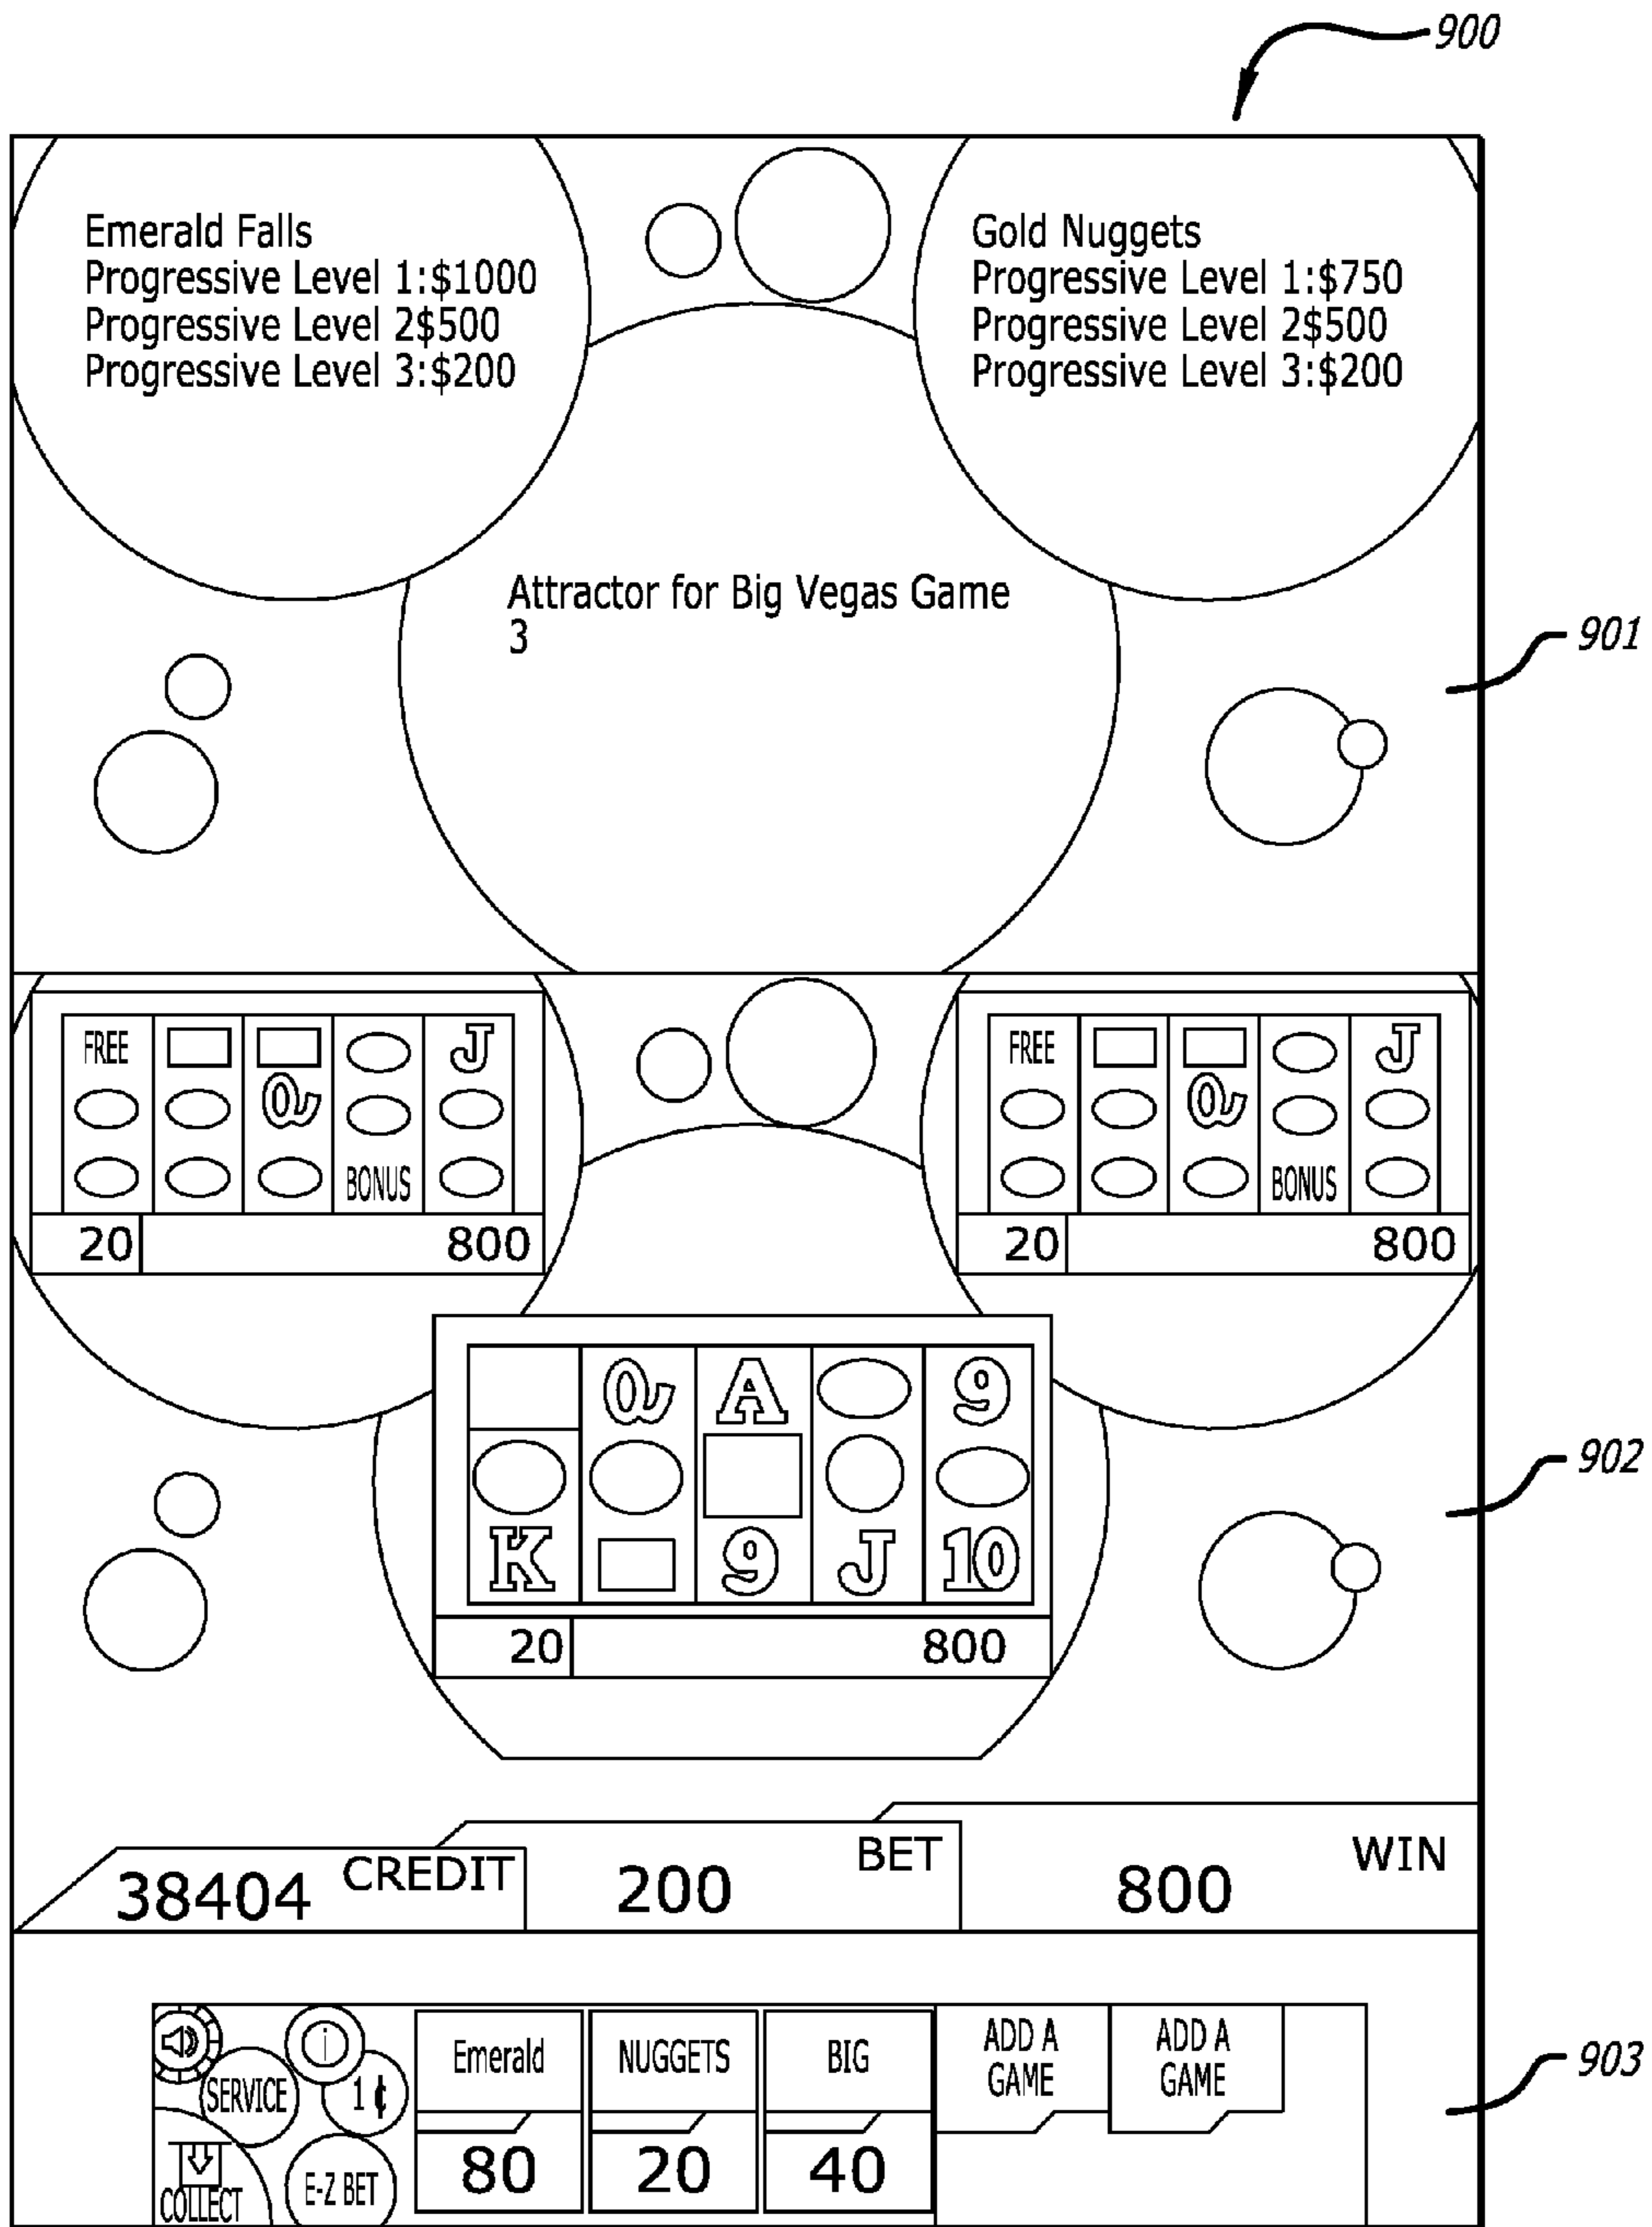 900
Emerald Falls
Progressive Level 1:$1000
Progressive Level 2$500
Progressive Level 3:$200
Gold Nuggets
Progressive Level 1:$750
Progressive Level 2$500
Progressive Level 3:$200
Attractor for Big Vegas Game
3
901
FREE J
Q
BONUS
20 800
FREE J
Q
BONUS
20 800
Q A 9
K 9 J 10
20 800
902
38404 CREDIT
200 BET
800 WIN
SERVICE
i
1¢
COLLECT
E-Z BET
Emerald
80
NUGGETS
20
BIG
40
ADD A
GAME
ADD A
GAME
903